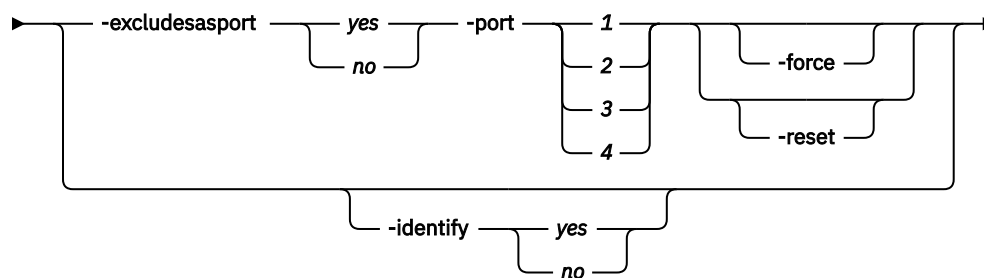 -excludesasport yes -port 1
no 2 -force
3
4 -reset
-identify yes
no